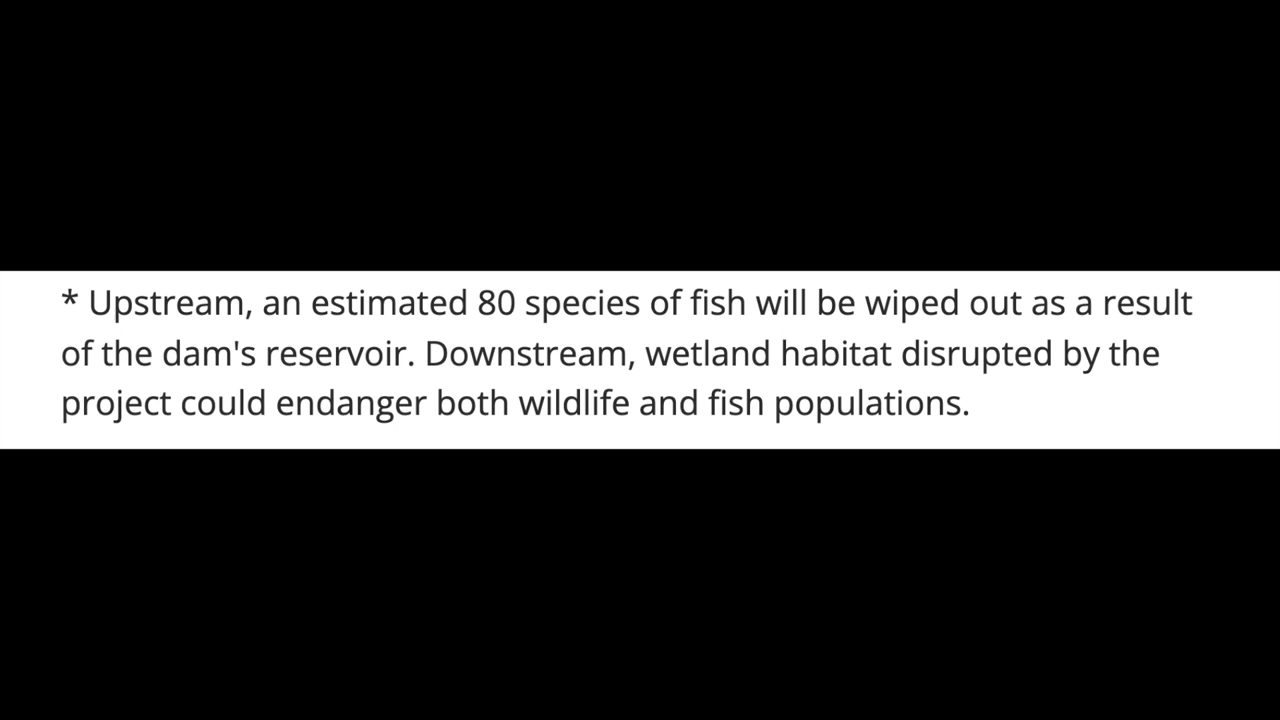 * Upstream, an estimated 80 species of fish will be wiped out as a result
of the dam's reservoir. Downstream, wetland habitat disrupted by the
project could endanger both wildlife and fish populations.